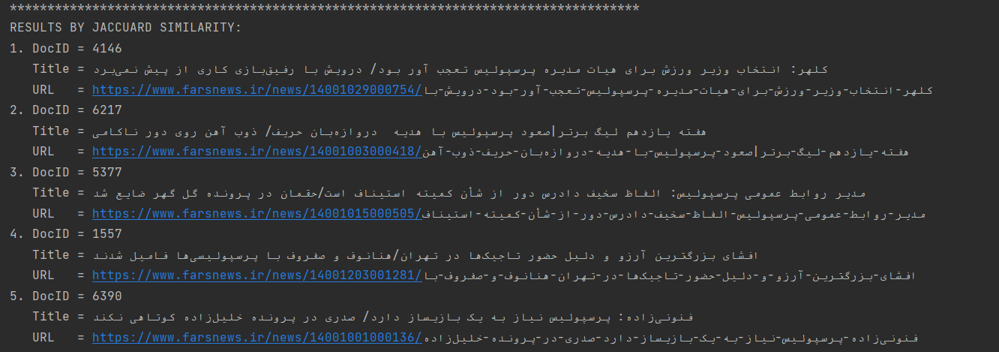 ************************************************************************************
RESULTS BY JACCUARD SIMILARITY:
1. DocID = 4146
Title = کلهر: انتخاب وزیر ورزش برای هیات مدیره پرسپولیس تعجب آور بود/ درویش با رفیق‌بازی کاری از پیش نمی‌برد
URL = https://www.farsnews.ir/news/14001029000754/کلهر-انتخاب-وزیر-ورزش-برای-هیات-مدیره-پرسپولیس-تعجب-آور-بود-درویش-با
2. DocID = 6217
Title = هفته یازدهم لیگ برتر|صعود پرسپولیس با هدیه  دروازه‌بان حریف/ ذوب آهن روی دور ناکامی
URL = https://www.farsnews.ir/news/14001003000418/هفته-یازدهم-لیگ-برتر|صعود-پرسپولیس-با-هدیه-دروازه‌بان-حریف-ذوب-آهن
3. DocID = 5377
Title = مدیر روابط عمومی پرسپولیس: الفاظ سخیف دادرس دور از شأن کمیته استیناف است/حقمان در پرونده گل گهر ضایع شد
URL = https://www.farsnews.ir/news/14001015000505/مدیر-روابط-عمومی-پرسپولیس-الفاظ-سخیف-دادرس-دور-از-شأن-کمیته-استیناف
4. DocID = 1557
Title = افشای بزرگترین آرزو و دلیل حضور تاجیک‌ها در تهران/هنانوف و صفروف با پرسپولیسی‌ها فامیل شدند
URL = https://www.farsnews.ir/news/14001203001281/افشای-بزرگترین-آرزو-و-دلیل-حضور-تاجیک‌ها-در-تهران-هنانوف-و-صفروف-با
5. DocID = 6390
Title = فنونی‌زاده: پرسپولیس نیاز به یک بازیساز دارد/ صدری در پرونده خلیل‌زاده کوتاهی نکند
URL = https://www.farsnews.ir/news/14001001000136/فنونی‌زاده-پرسپولیس-نیاز-به-یک-بازیساز-دارد-صدری-در-پرونده-خلیل‌زاده